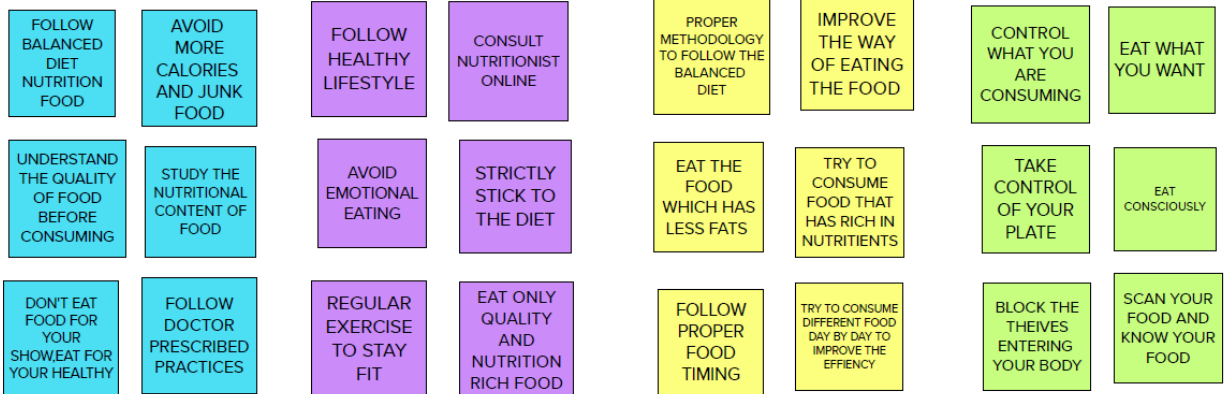 FOLLOW
BALANCED
DIET
NUTRITION
FOOD
AVOID
MORE
CALORIES
AND JUNK
FOOD
FOLLOW
HEALTHY
LIFESTYLE
CONSULT
NUTRITIONIST
ONLINE
PROPER
METHODOLOGY
TO FOLLOW THE
BALANCED
DIET
IMPROVE
THE WAY
OF EATING
THE FOOD
CONTROL
WHAT YOU
ARE
CONSUMING
EAT WHAT
YOU WANT
UNDERSTAND
THE QUALITY
OF FOOD
BEFORE
CONSUMING
STUDY THE
NUTRITIONAL
CONTENT OF
FOOD
AVOID
EMOTIONAL
EATING
STRICTLY
STICK TO
THE DIET
EAT THE
FOOD
WHICH HAS
LESS FATS
TRY TO
CONSUME
FOOD THAT
HAS RICH IN
NUTRITIENTS
TAKE
CONTROL
OF YOUR
PLATE
EAT
CONSCIOUSLY
DON'T EAT
FOOD FOR
YOUR
SHOW,EAT FOR
YOUR HEALTHY
FOLLOW
DOCTOR
PRESCRIBED
PRACTICES
REGULAR
EXERCISE
TO STAY
FIT
EAT ONLY
QUALITY
AND
NUTRITION
RICH FOOD
FOLLOW
PROPER
FOOD
TIMING
TRY TO CONSUME
DIFFERENT FOOD
DAY BY DAY TO
IMPROVE THE
EFFIENCY
BLOCK THE
THEIVES
ENTERING
YOUR BODY
SCAN YOUR
FOOD AND
KNOW YOUR
FOOD